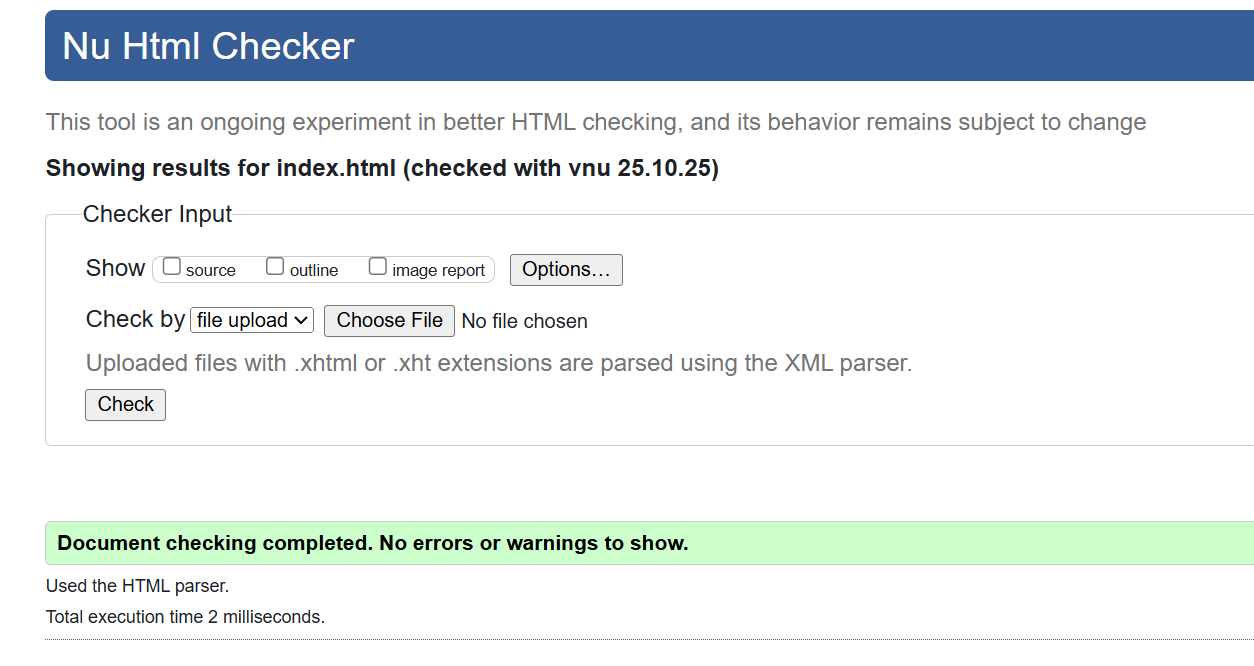 Nu Html Checker
This tool is an ongoing experiment in better HTML checking, and its behavior remains subject to change
Showing results for index.html (checked with vnu 25.10.25)
Checker Input
Show source outline image report Options...
Check by file upload Choose File No file chosen
Uploaded files with .xhtml or .xht extensions are parsed using the XML parser.
Check
Document checking completed. No errors or warnings to show.
Used the HTML parser.
Total execution time 2 milliseconds.